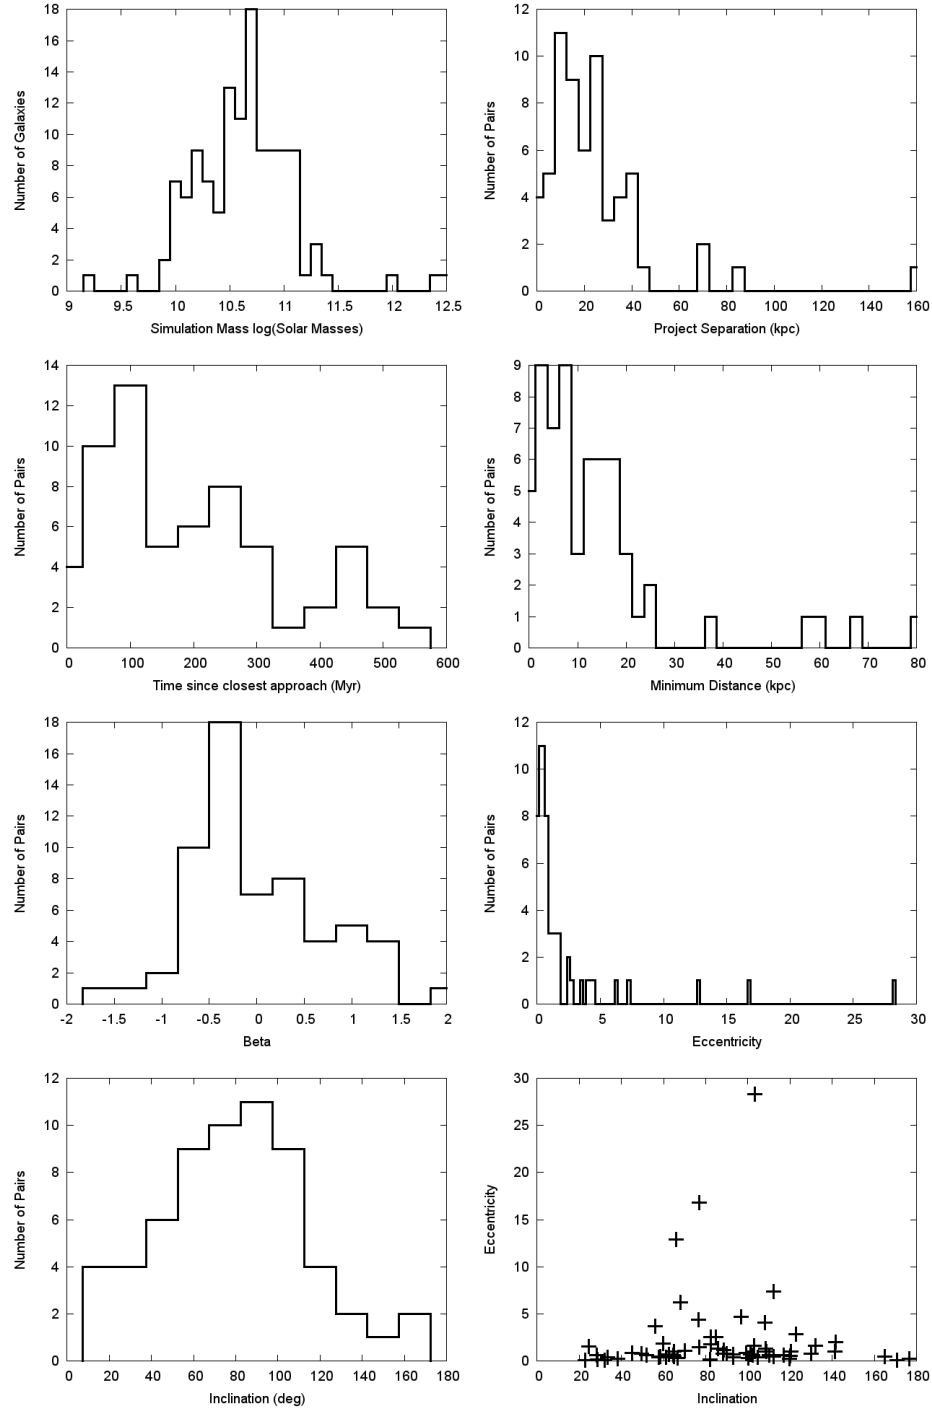 18
16
14
12
10
8
6
4
2
0
Number of Galaxies
9 9.5 10 10.5 11 11.5 12 12.5
Simulation Mass log(Solar Masses)
12
10
8
6
4
2
0
Number of Pairs
0 20 40 60 80 100 120 140 160
Project Separation (kpc)
14
12
10
8
6
4
2
0
Number of Pairs
0 100 200 300 400 500 600
Time since closest approach (Myr)
9
8
7
6
5
4
3
2
1
0
Number of Pairs
0 10 20 30 40 50 60 70 80
Minimum Distance (kpc)
18
16
14
12
10
8
6
4
2
0
Number of Pairs
-2 -1.5 -1 -0.5 0 0.5 1 1.5 2
Beta
12
10
8
6
4
2
0
Number of Pairs
0 5 10 15 20 25 30
Eccentricity
12
10
8
6
4
2
0
Number of Pairs
0 20 40 60 80 100 120 140 160 180
Inclination (deg)
30
25
20
15
10
5
0
Eccentricity
0 20 40 60 80 100 120 140 160 180
Inclination